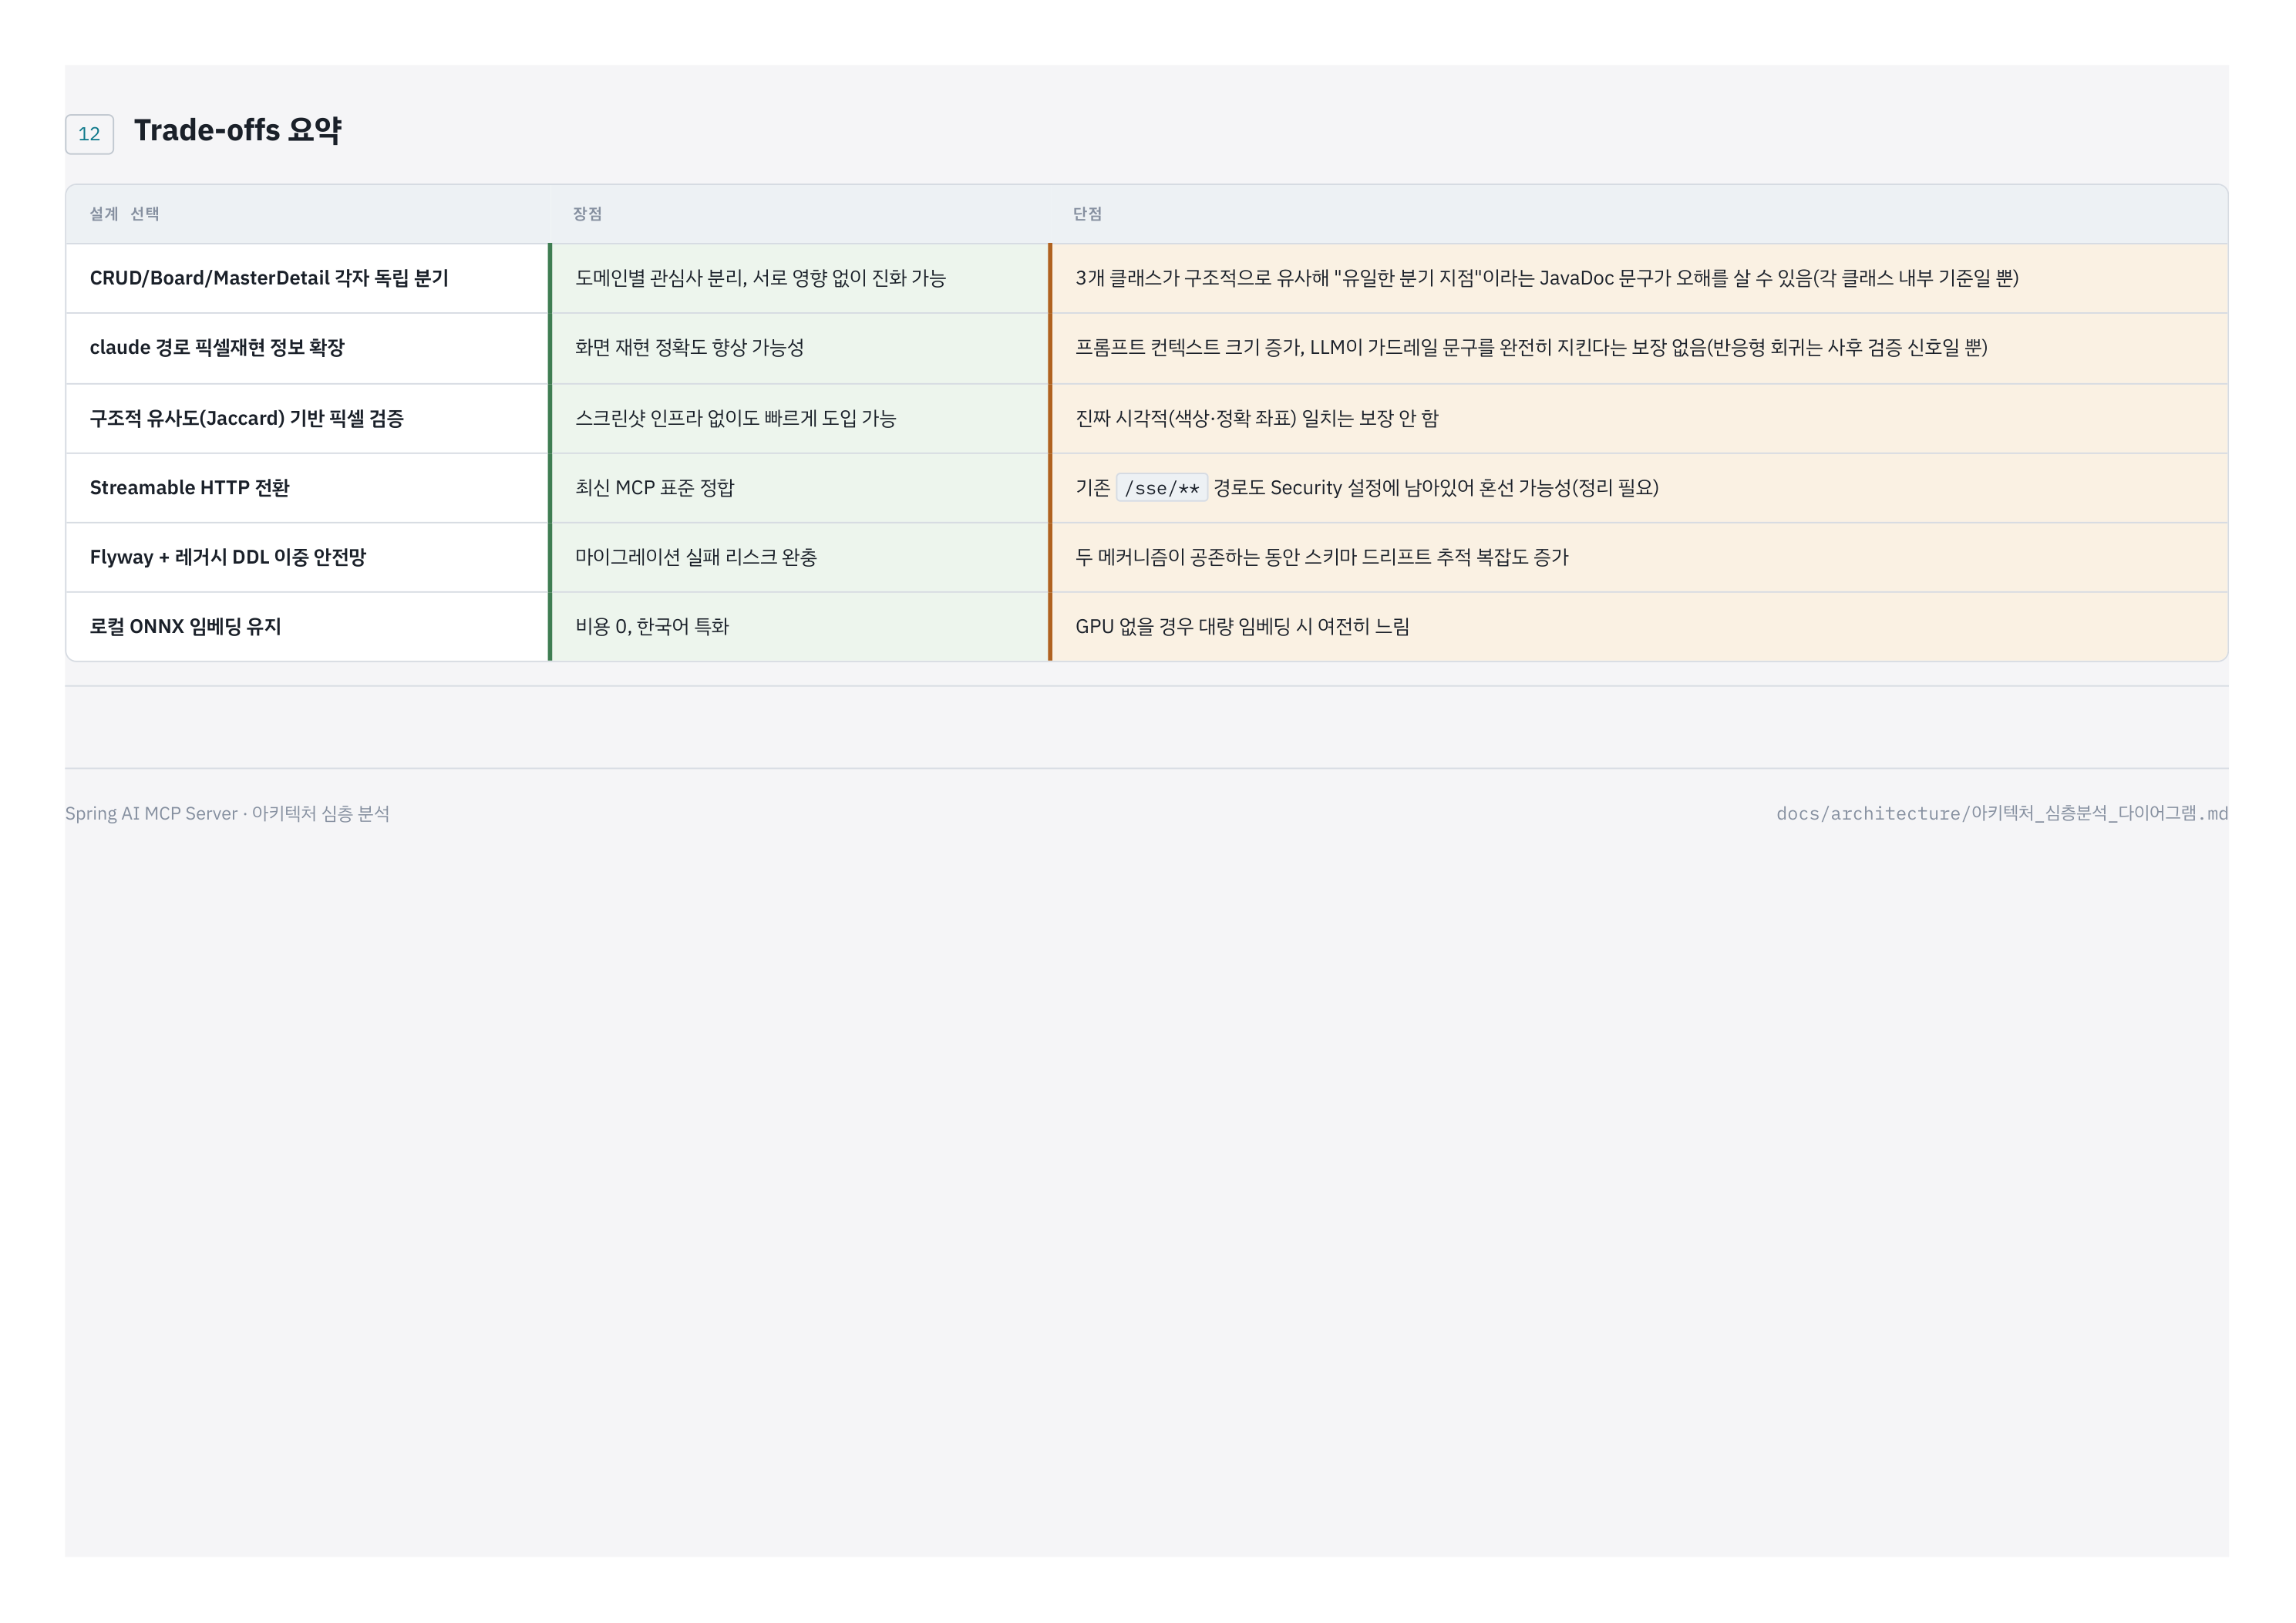 12 Trade-offs 요약
설계 선택 장점 단점
CRUD/Board/MasterDetail 각자 독립 분기 도메인별 관심사 분리, 서로 영향 없이 진화 가능 3개 클래스가 구조적으로 유사해 "유일한 분기 지점"이라는 JavaDoc 문구가 오해를 살 수 있음(각 클래스 내부 기준일 뿐)
claude 경로 픽셀재현 정보 확장 화면 재현 정확도 향상 가능성 프롬프트 컨텍스트 크기 증가, LLM이 가드레일 문구를 완전히 지킨다는 보장 없음(반응형 회귀는 사후 검증 신호일 뿐)
구조적 유사도(Jaccard) 기반 픽셀 검증 스크린샷 인프라 없이도 빠르게 도입 가능 진짜 시각적(색상·정확 좌표) 일치는 보장 안 함
Streamable HTTP 전환 최신 MCP 표준 정합 기존 /sse/** 경로도 Security 설정에 남아있어 혼선 가능성(정리 필요)
Flyway + 레거시 DDL 이중 안전망 마이그레이션 실패 리스크 완충 두 메커니즘이 공존하는 동안 스키마 드리프트 추적 복잡도 증가
로컬 ONNX 임베딩 유지 비용 0, 한국어 특화 GPU 없을 경우 대량 임베딩 시 여전히 느림
Spring AI MCP Server · 아키텍처 심층 분석 docs/architecture/아키텍처_심층분석_다이어그램.md